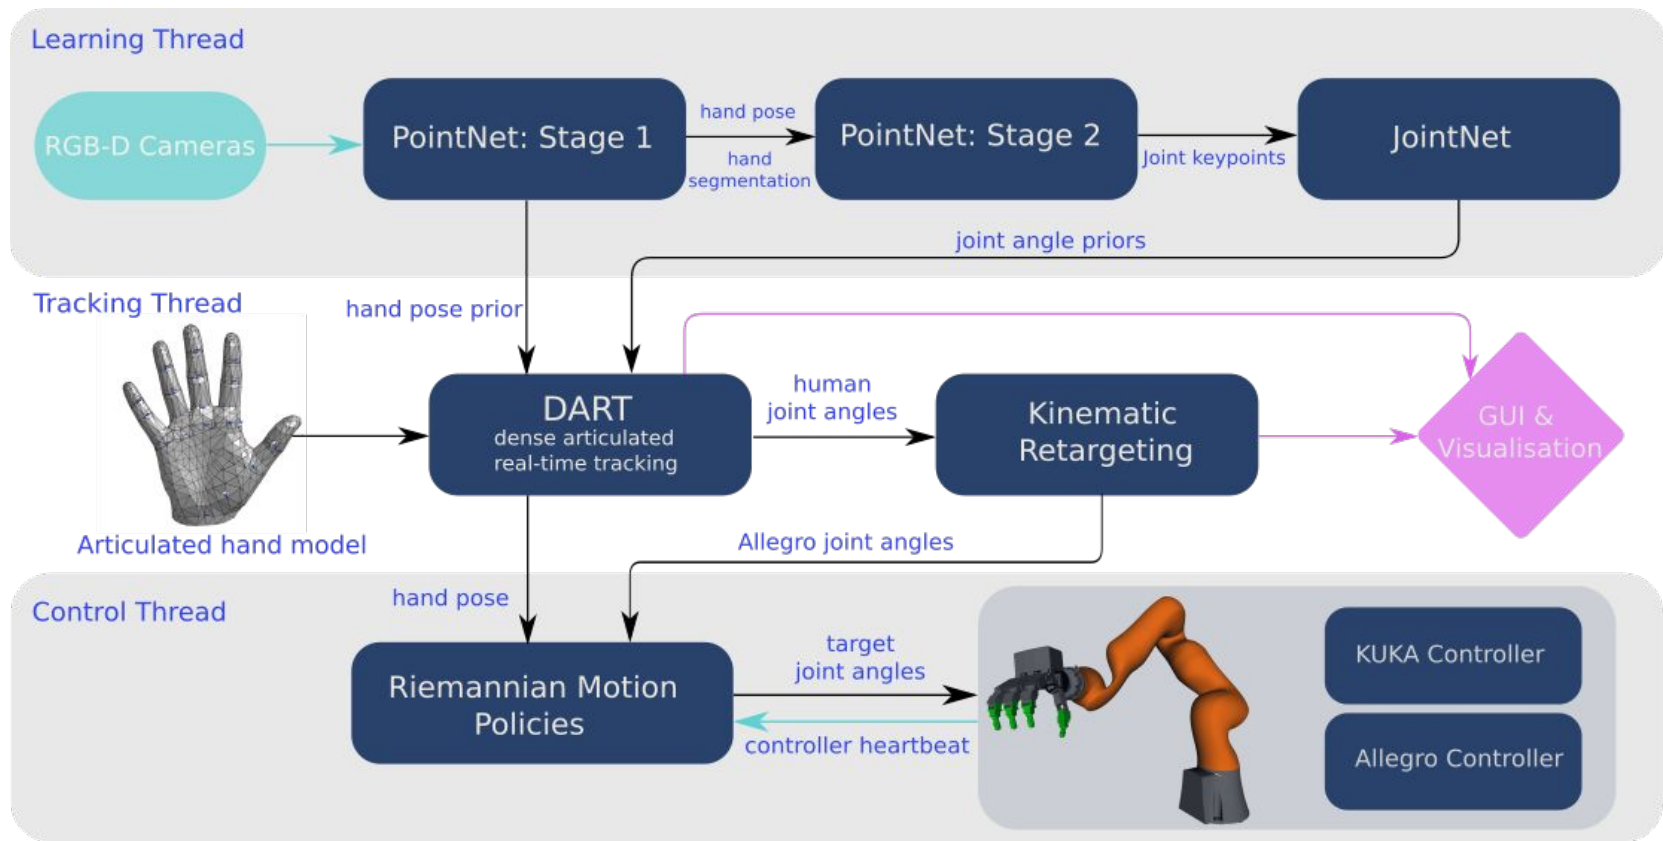 Learning Thread
RGB-D Cameras
PointNet: Stage 1
hand pose
hand
segmentation
PointNet: Stage 2
Joint keypoints
JointNet
joint angle priors
Tracking Thread
hand pose prior
Articulated hand model
DART
dense articulated
real-time tracking
human
joint angles
Kinematic
Retargeting
GUI &
Visualisation
Allegro joint angles
Control Thread
hand pose
Riemannian Motion
Policies
target
joint angles
controller heartbeat
KUKA Controller
Allegro Controller